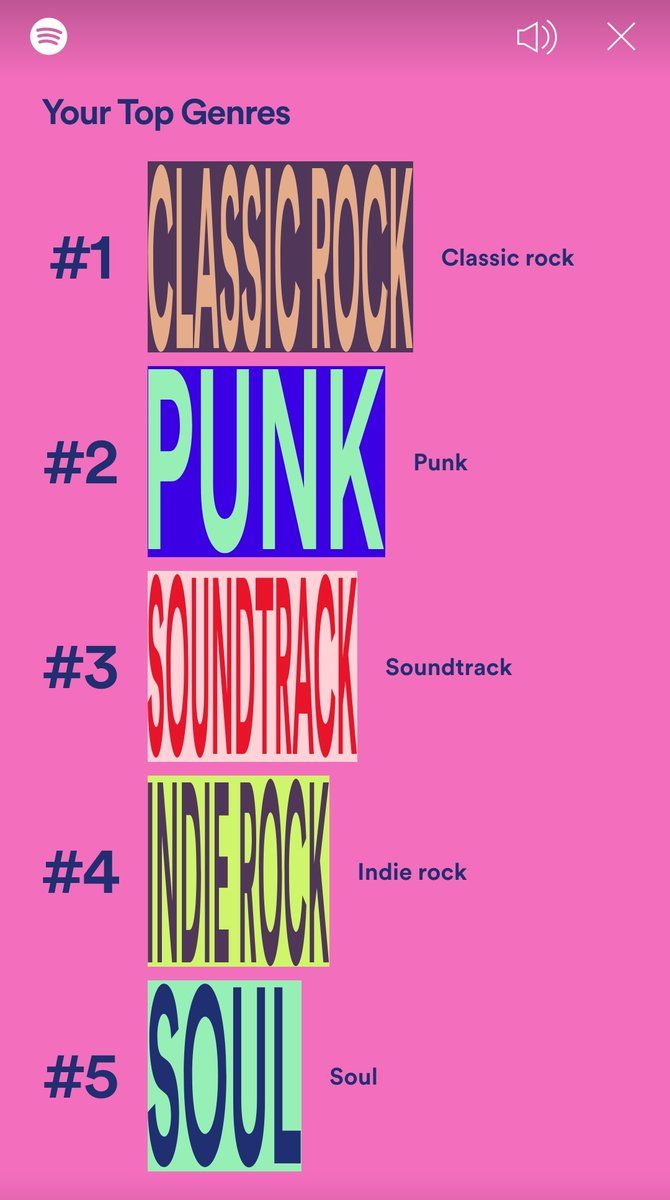 Your Top Genres
#1
CLASSIC ROCK
Classic rock
#2
PUNK
Punk
#3
SOUNDTRACK
Soundtrack
#4
INDIE ROCK
Indie rock
#5
SOUL
Soul